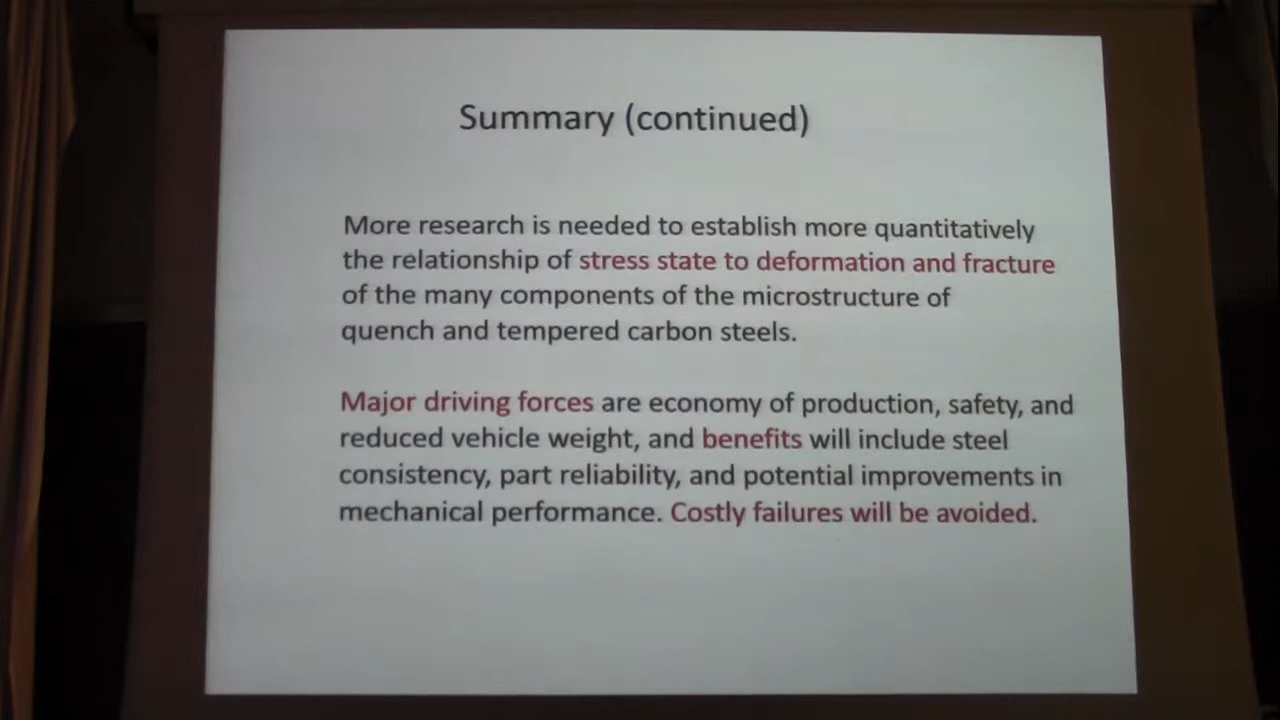 Summary (continued)
More research is needed to establish more quantitatively
the relationship of stress state to deformation and fracture
of the many components of the microstructure of
quench and tempered carbon steels.
Major driving forces are economy of production, safety, and
reduced vehicle weight, and benefits will include steel
consistency, part reliability, and potential improvements in
mechanical performance. Costly failures will be avoided.